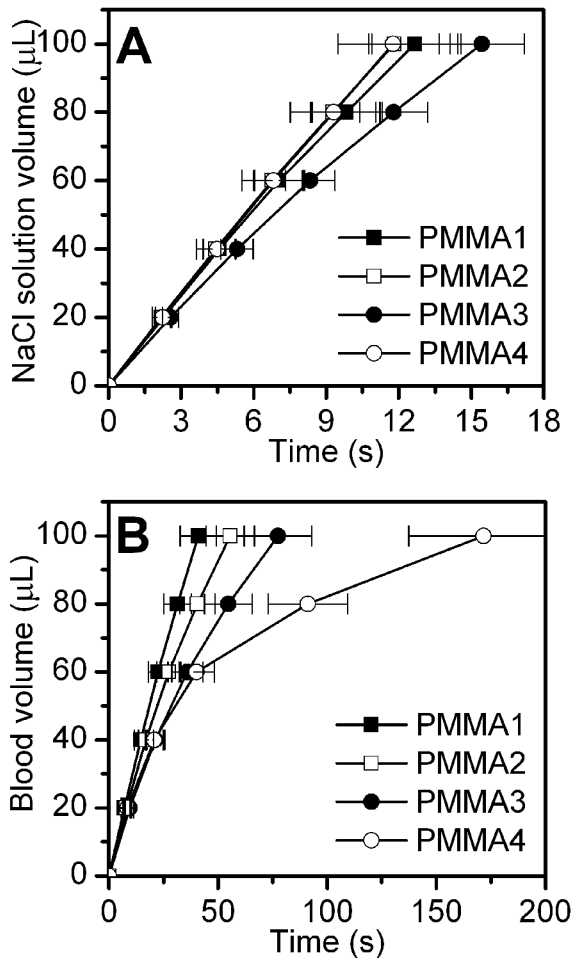 A
NaCl solution volume (μL)
100
80
60
40
20
0
PMMA1
PMMA2
PMMA3
PMMA4
0 3 6 9 12 15 18
Time (s)
B
Blood volume (μL)
100
80
60
40
20
0
PMMA1
PMMA2
PMMA3
PMMA4
0 50 100 150 200
Time (s)